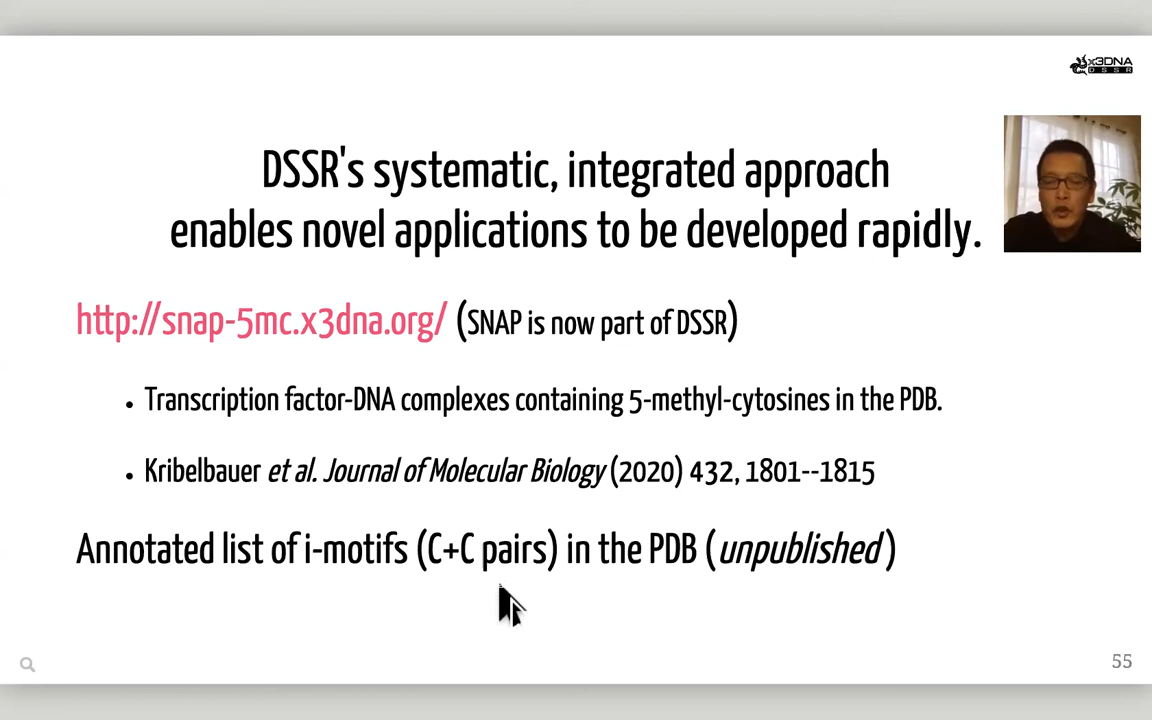 x3DNA
DSSR
DSSR's systematic, integrated approach
enables novel applications to be developed rapidly.
http://snap-5mc.x3dna.org/ (SNAP is now part of DSSR)
• Transcription factor-DNA complexes containing 5-methyl-cytosines in the PDB.
• Kribelbauer et al. Journal of Molecular Biology (2020) 432, 1801--1815
Annotated list of i-motifs (C+C pairs) in the PDB (unpublished)
55